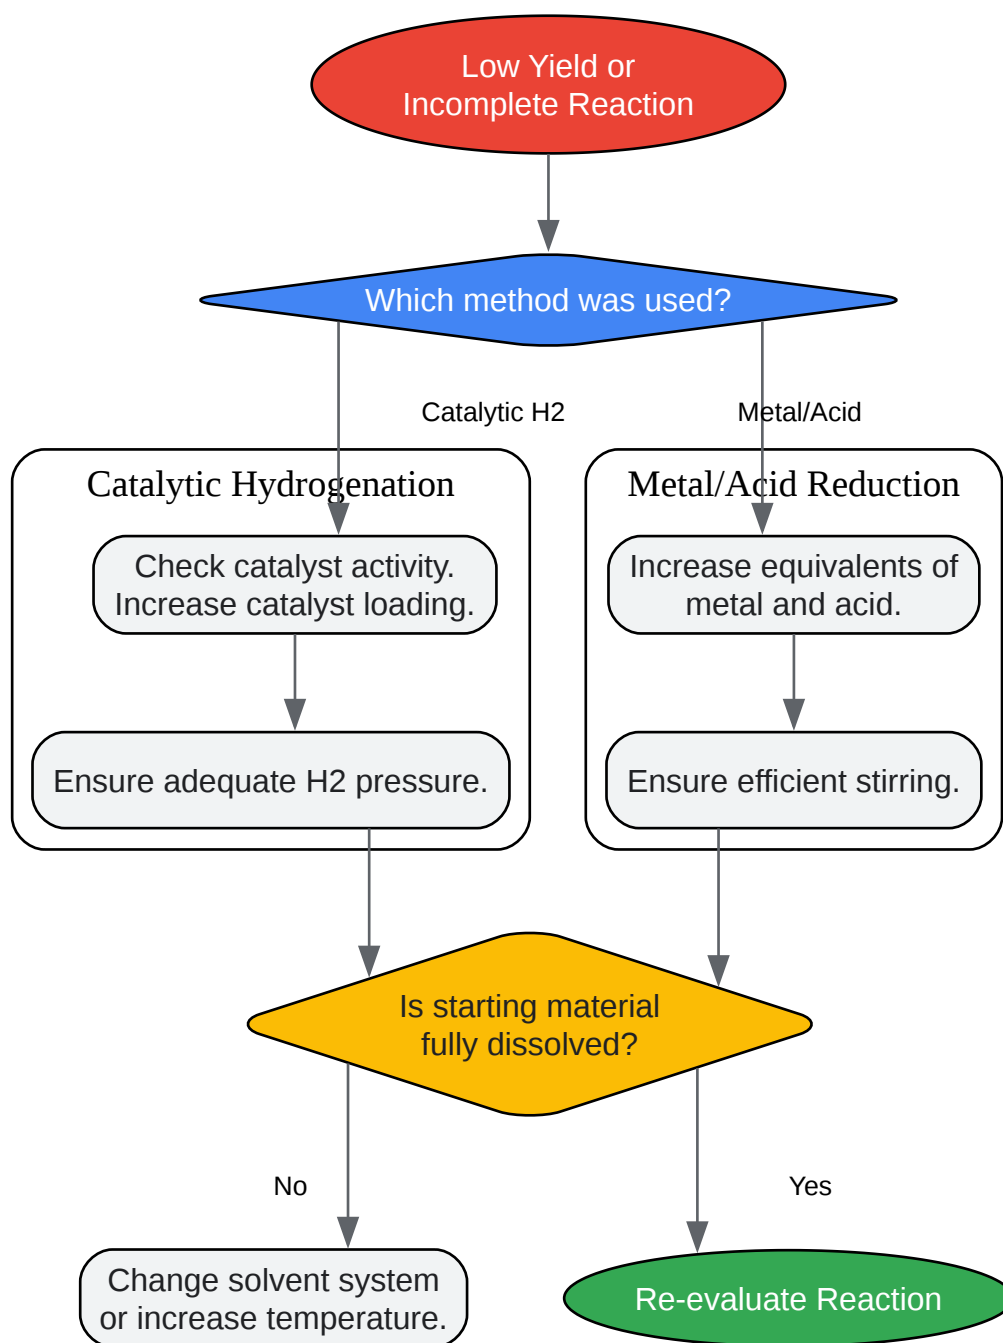 Low Yield or
Incomplete Reaction
Which method was used?
Catalytic H2
Metal/Acid
Catalytic Hydrogenation
Metal/Acid Reduction
Check catalyst activity.
Increase catalyst loading.
Increase equivalents of
metal and acid.
Ensure adequate H2 pressure.
Ensure efficient stirring.
Is starting material
fully dissolved?
No
Yes
Change solvent system
or increase temperature.
Re-evaluate Reaction